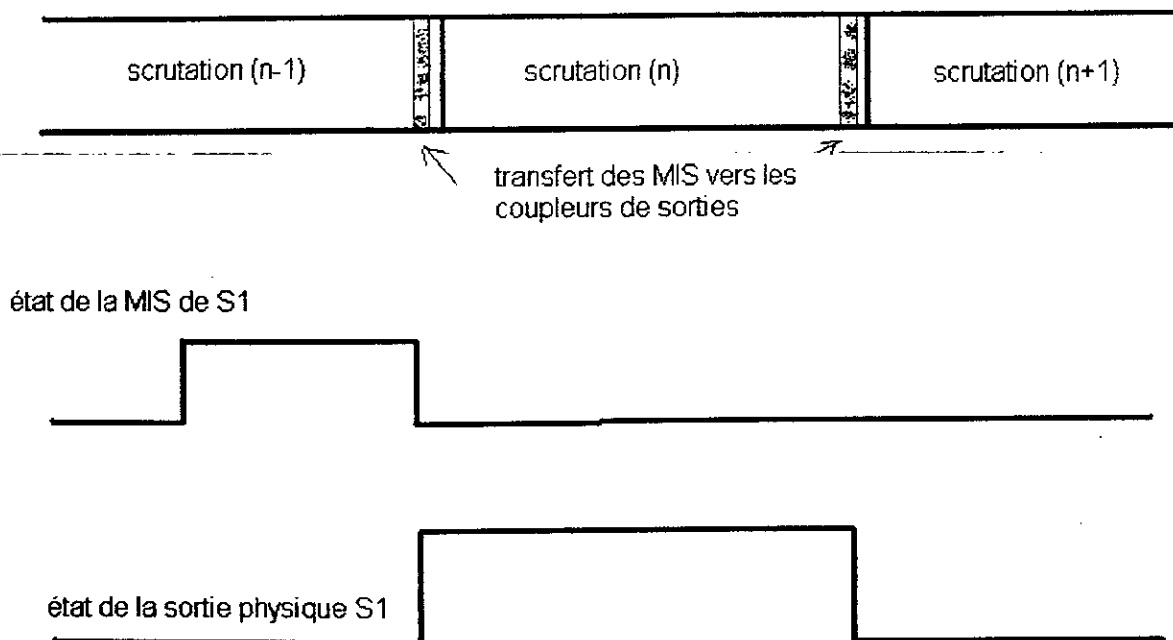 scrutation (n-1)
scrutation (n)
scrutation (n+1)
transfert des MIS vers les
coupleurs de sorties
état de la MIS de S1
état de la sortie physique S1